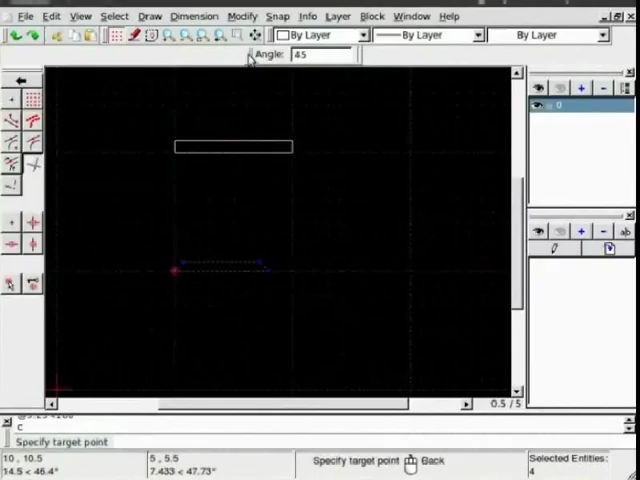 File Edit View Select Draw Dimension Modify Snap Info Layer Block Window Help
By Layer By Layer By Layer
Angle: 45
0
ab
0.5 / 5
c
Specify target point
10 , 10.5 5 , 5.5 Specify target point Back Selected Entities:
14.5 < 46.4° 7.433 < 47.73° 4